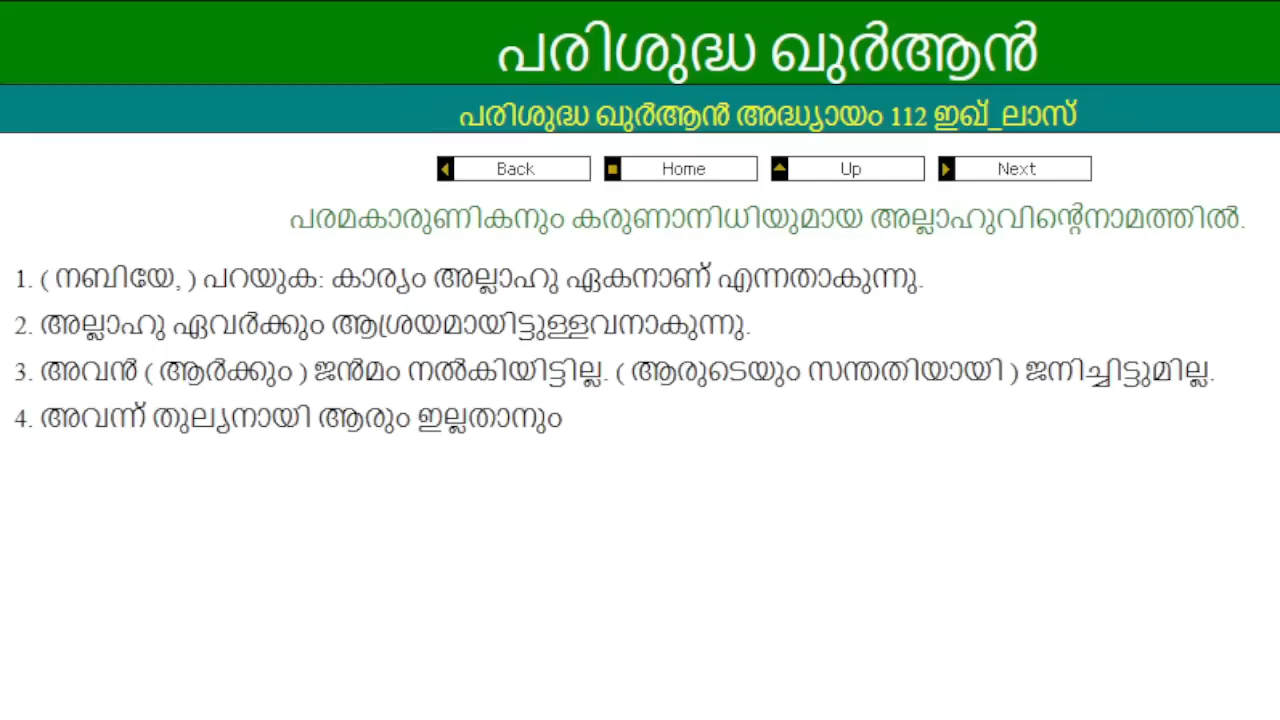 പരിശുദ്ധ ഖുർആൻ
പരിശുദ്ധ ഖുർആൻ അദ്ധ്യായം 112 ഇഖ്_ലാസ്
Back Home Up Next
പരമകാരുണികനും കരുണാനിധിയുമായ അല്ലാഹുവിന്റെനാമത്തിൽ.
1. ( നബിയേ, ) പറയുക: കാര്യം അല്ലാഹു ഏകനാണ് എന്നതാകുന്നു.
2. അല്ലാഹു ഏവർക്കും ആശ്രയമായിട്ടുള്ളവനാകുന്നു.
3. അവൻ ( ആർക്കും ) ജൻമം നൽകിയിട്ടില്ല. ( ആരുടെയും സന്തതിയായി ) ജനിച്ചിട്ടുമില്ല.
4. അവന്ന് തുല്യനായി ആരും ഇല്ലതാനും